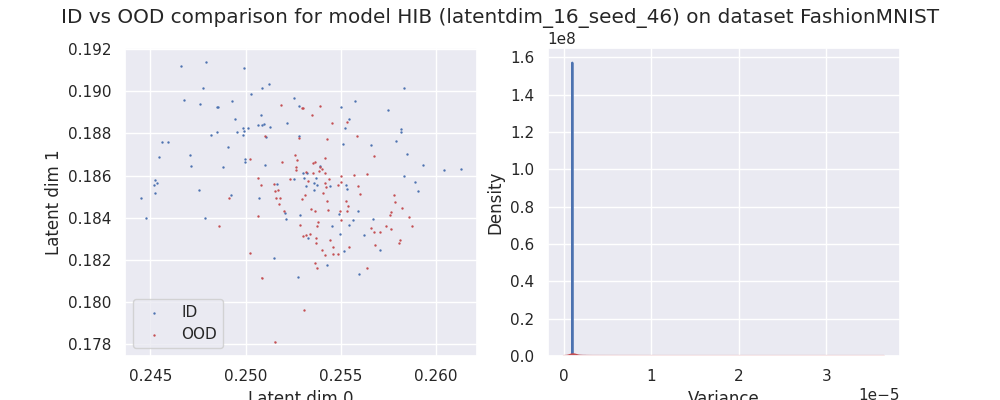 ID vs OOD comparison for model HIB (latentdim_16_seed_46) on dataset FashionMNIST
1e8
0.192
0.190
0.188
0.186
0.184
0.182
0.180
0.178
Latent dim 1
ID
OOD
0.245
0.250
0.255
0.260
Latent dim 0
1.6
1.4
1.2
1.0
0.8
0.6
0.4
0.2
0.0
Density
0
1
2
3
1e−5
Variance